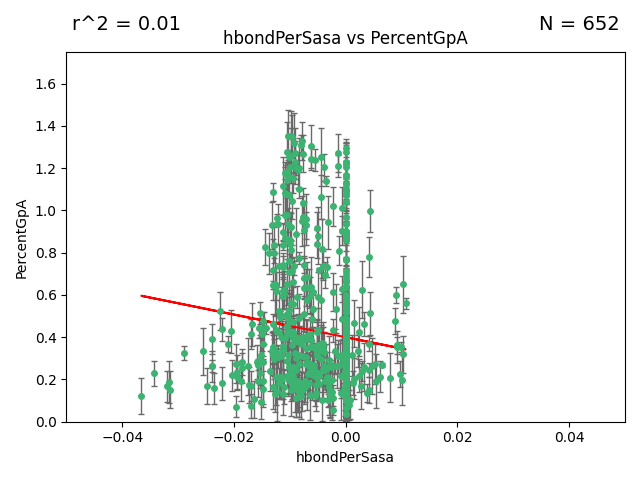 r^2 = 0.01
N = 652
hbondPerSasa vs PercentGpA
PercentGpA
1.6
1.4
1.2
1.0
0.8
0.6
0.4
0.2
0.0
−0.04
−0.02
0.00
0.02
0.04
hbondPerSasa